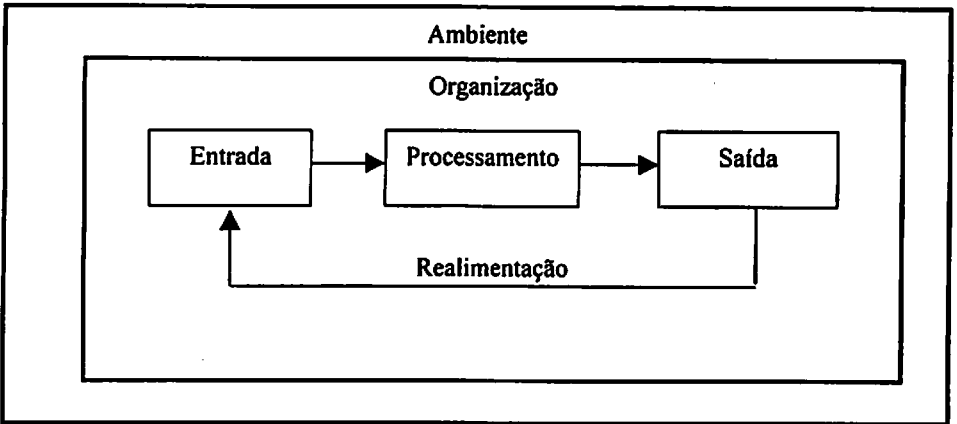 Ambiente
Organização
Entrada
Processamento
Saída
Realimentação